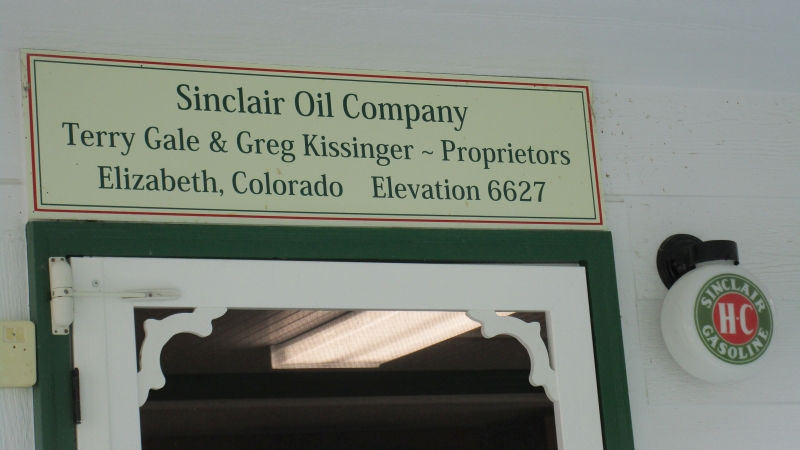 Sinclair Oil Company
Terry Gale & Greg Kissinger ~ Proprietors
Elizabeth, Colorado Elevation 6627
SINCLAIR
H-C
GASOLINE